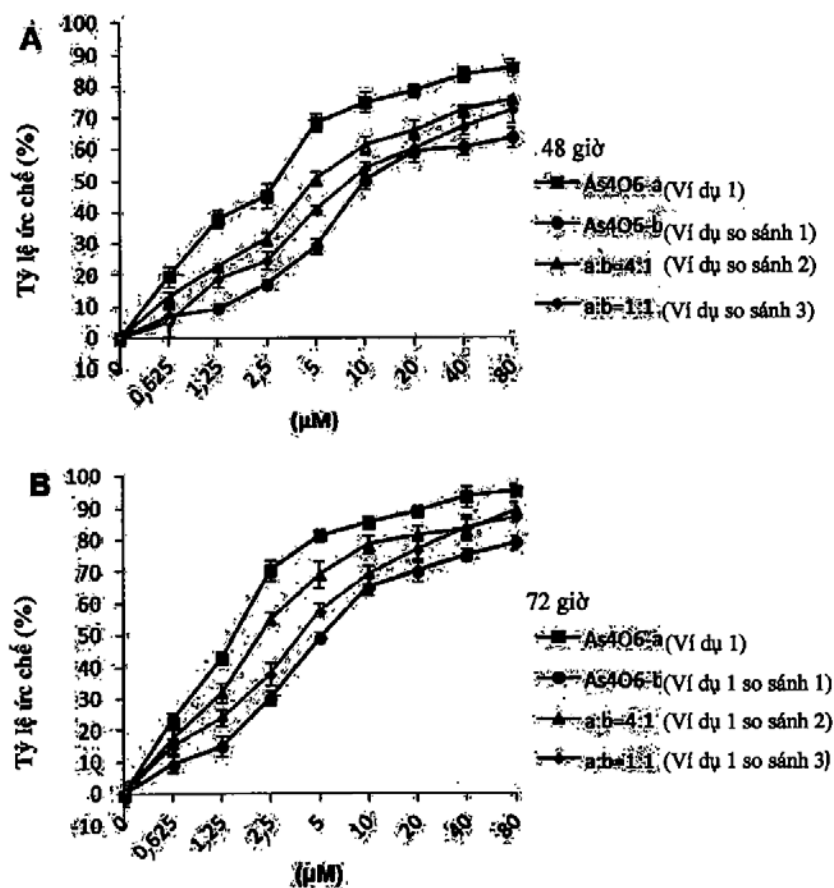 A
Tỷ lệ ức chế (%)
100
90
80
70
60
50
40
30
20
10
0
10
0
0,625
1,25
2,5
5
10
20
40
80
(µM)
48 giờ
As4O6-a (Ví dụ 1)
As4O6-b (Ví dụ so sánh 1)
a:b=4:1 (Ví dụ so sánh 2)
a:b=1:1 (Ví dụ so sánh 3)
B
Tỷ lệ ức chế (%)
100
90
80
70
60
50
40
30
20
10
0
10
0
0,625
1,25
2,5
5
10
20
40
80
(µM)
72 giờ
As4O6-a (Ví dụ 1)
As4O6-b (Ví dụ 1 so sánh 1)
a:b=4:1 (Ví dụ 1 so sánh 2)
a:b=1:1 (Ví dụ 1 so sánh 3)